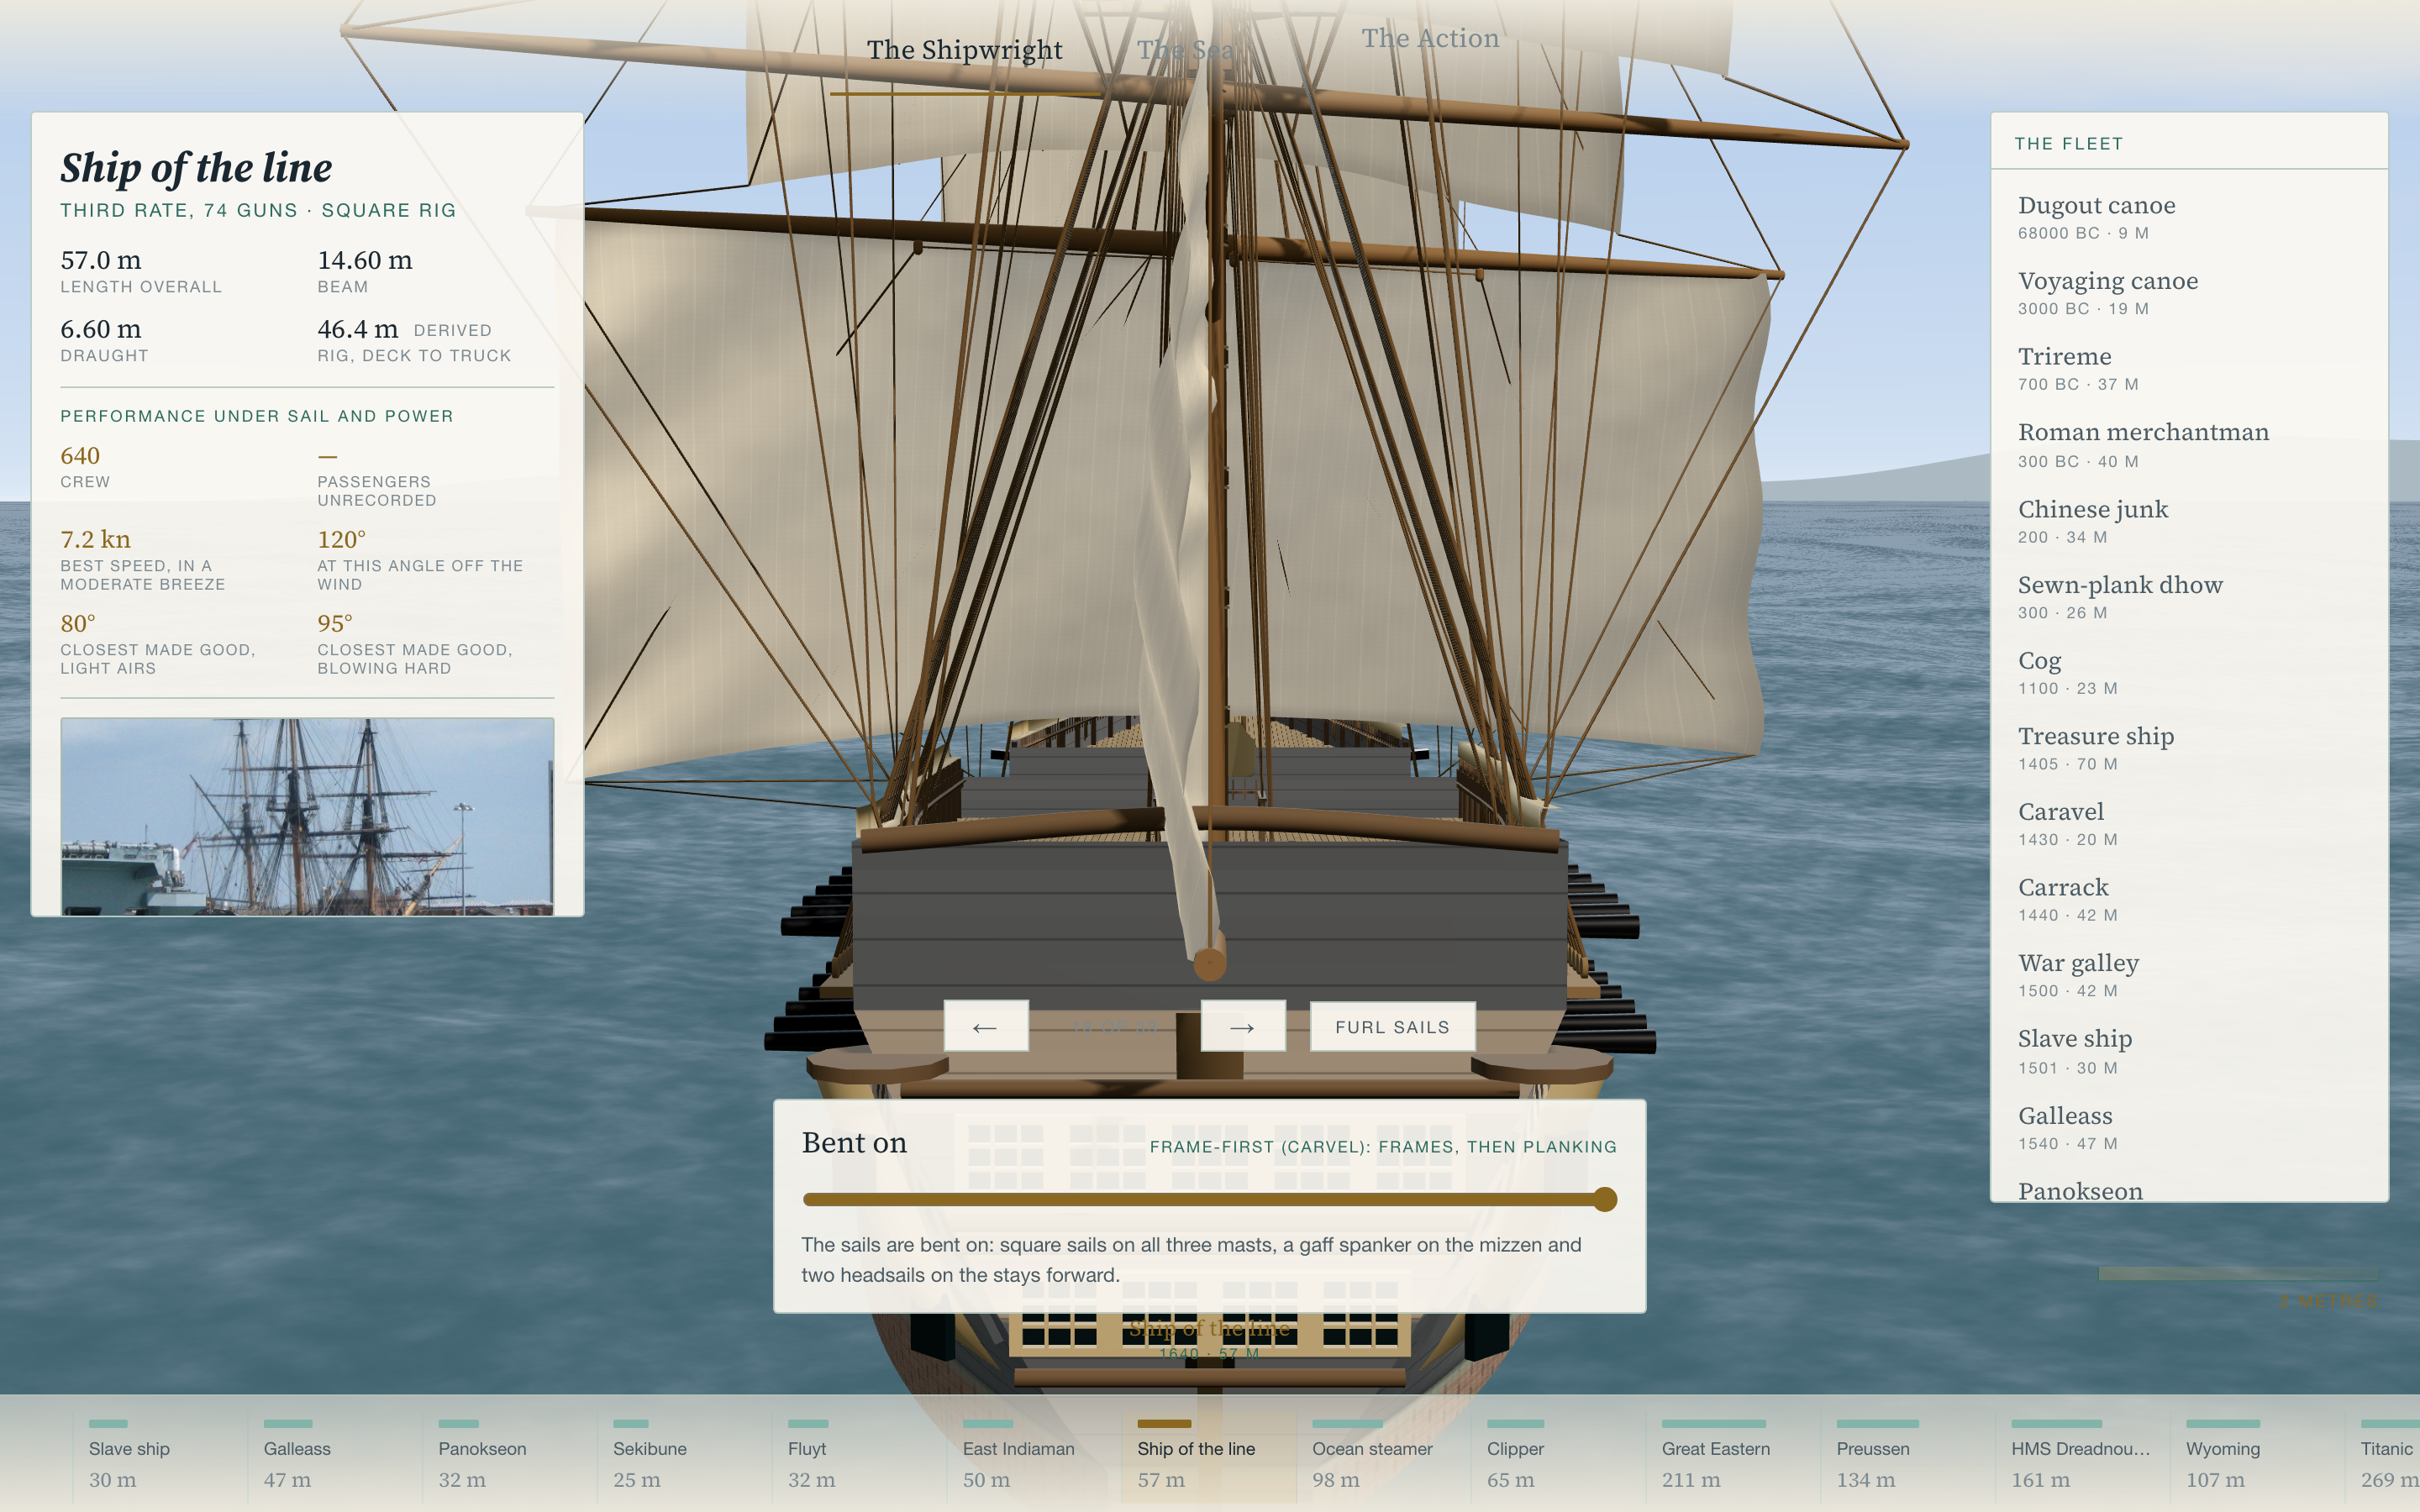 The Shipwright
The Sea
The Action
Ship of the line
THIRD RATE, 74 GUNS · SQUARE RIG
57.0 m
LENGTH OVERALL
14.60 m
BEAM
6.60 m
DRAUGHT
46.4 m DERIVED
RIG, DECK TO TRUCK
PERFORMANCE UNDER SAIL AND POWER
640
CREW
—
PASSENGERS
UNRECORDED
7.2 kn
BEST SPEED, IN A
MODERATE BREEZE
120°
AT THIS ANGLE OFF THE
WIND
80°
CLOSEST MADE GOOD,
LIGHT AIRS
95°
CLOSEST MADE GOOD,
BLOWING HARD
THE FLEET
Dugout canoe
68000 BC · 9 M
Voyaging canoe
3000 BC · 19 M
Trireme
700 BC · 37 M
Roman merchantman
300 BC · 40 M
Chinese junk
200 · 34 M
Sewn-plank dhow
300 · 26 M
Cog
1100 · 23 M
Treasure ship
1405 · 70 M
Caravel
1430 · 20 M
Carrack
1440 · 42 M
War galley
1500 · 42 M
Slave ship
1501 · 30 M
Galleass
1540 · 47 M
Panokseon
←
→
FURL SAILS
Bent on
FRAME-FIRST (CARVEL): FRAMES, THEN PLANKING
The sails are bent on: square sails on all three masts, a gaff spanker on the mizzen and
two headsails on the stays forward.
2 METRES
Ship of the line
1640 · 57 M
Slave ship
30 m
Galleass
47 m
Panokseon
32 m
Sekibune
25 m
Fluyt
32 m
East Indiaman
50 m
Ship of the line
57 m
Ocean steamer
98 m
Clipper
65 m
Great Eastern
211 m
Preussen
134 m
HMS Dreadnou...
161 m
Wyoming
107 m
Titanic
269 m